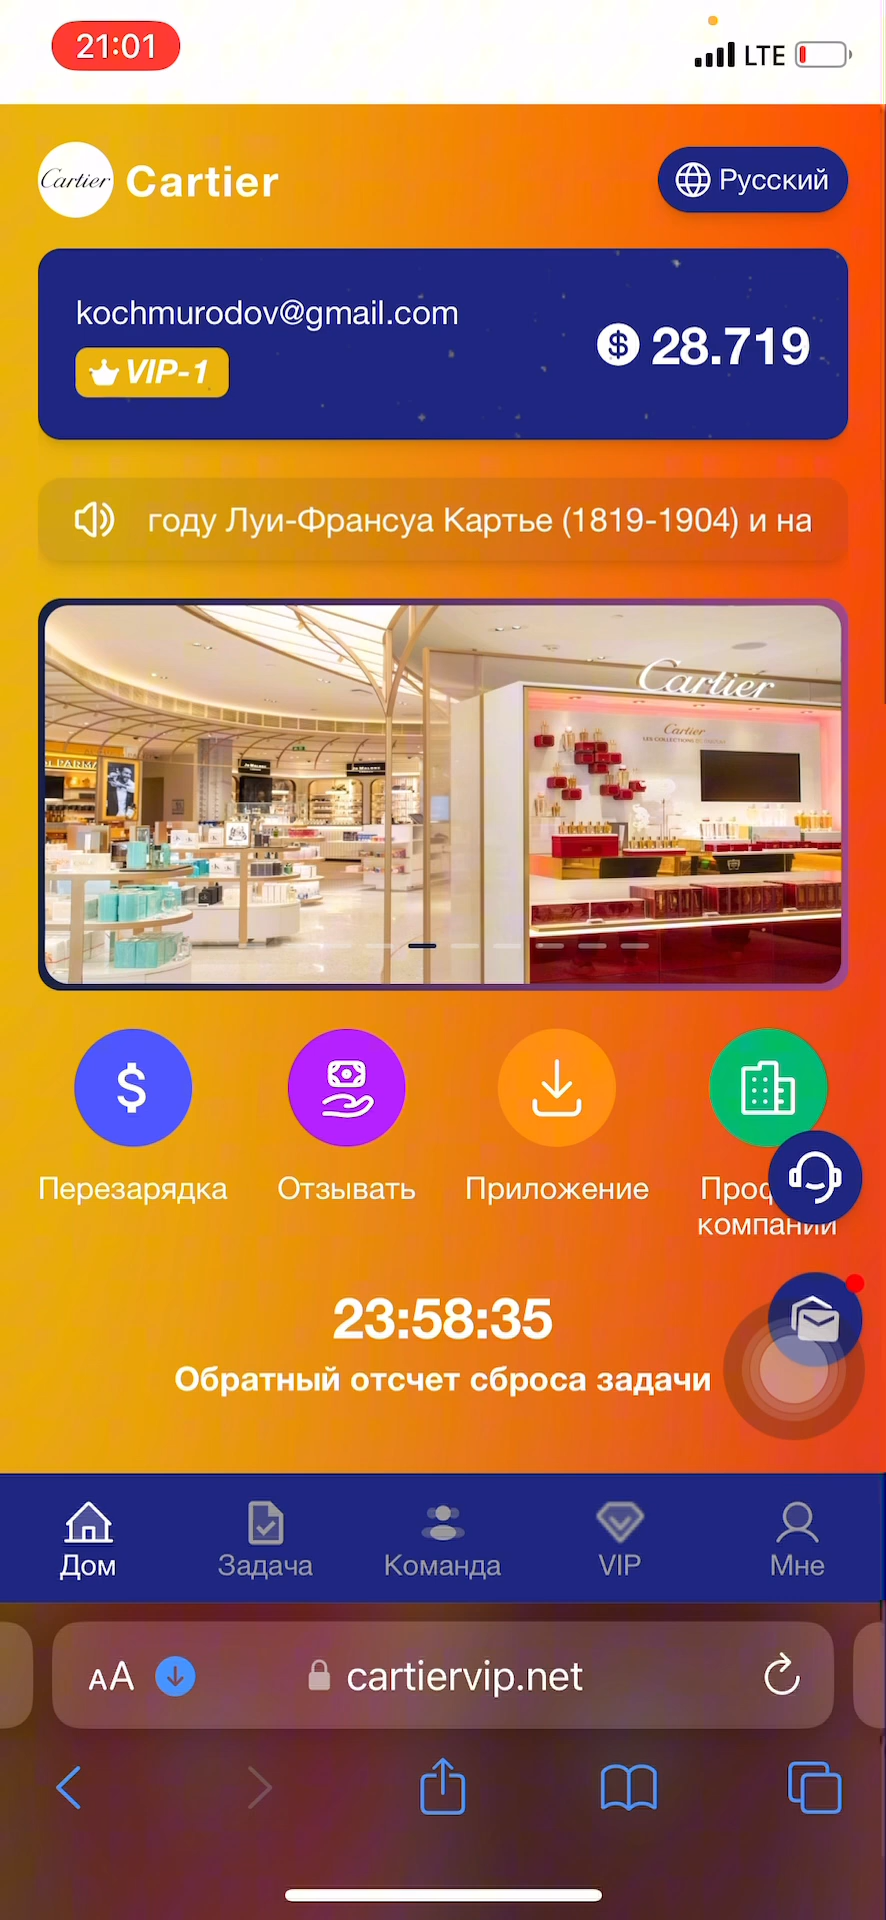 21:01
LTE
Cartier
Cartier
Русский
kochmurodov@gmail.com
VIP-1
$ 28.719
году Луи-Франсуа Картье (1819-1904) и на
Cartier
Cartier
$
Перезарядка
Отзывать
Приложение
компании
23:58:35
Обратный отсчет сброса задачи
Дом
Задача
Команда
VIP
Мне
AA
cartiervip.net